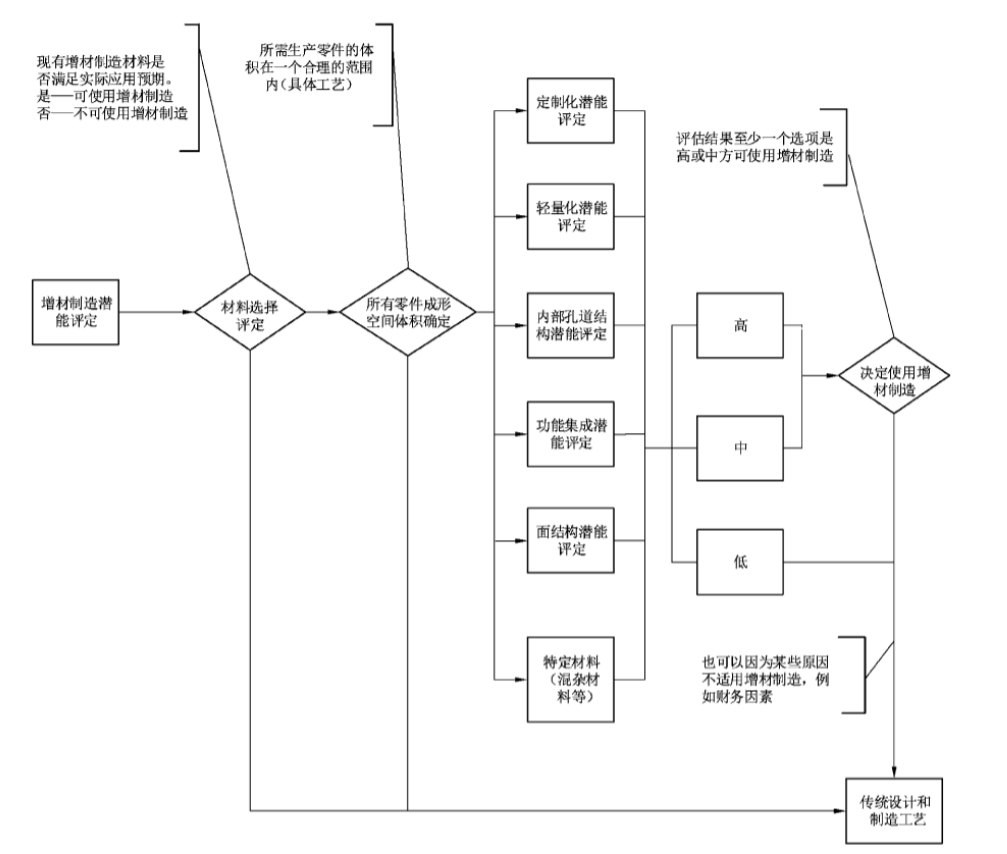 现有增材制造材料是
否满足实际应用预期。
是——可使用增材制造
否——不可使用增材制造
所需生产零件的体
积在一个合理的范围
内(具体工艺)
定制化潜能
评定
评估结果至少一个选项是
高或中方可使用增材制造
轻量化潜能
评定
增材制造潜
能评定
材料选择
评定
所有零件成形
空间体积确定
内部孔道结
构潜能评定
高
决定使用增
材制造
功能集成潜
能评定
中
面结构潜能
评定
低
特定材料
(混杂材
料等)
也可以因为某些原因
不适用增材制造，例
如财务因素
传统设计和
制造工艺